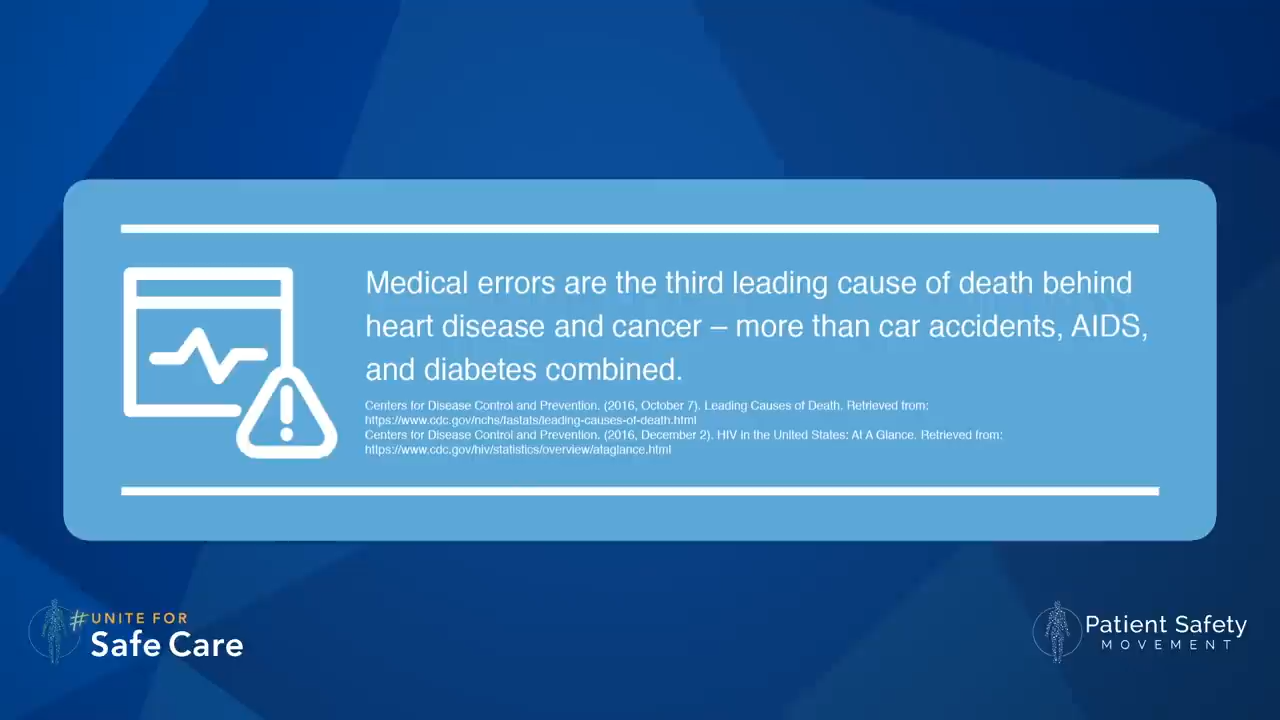 Medical errors are the third leading cause of death behind
heart disease and cancer – more than car accidents, AIDS,
and diabetes combined.
Centers for Disease Control and Prevention. (2016, October 7). Leading Causes of Death. Retrieved from:
https://www.cdc.gov/nchs/fastats/leading-causes-of-death.html
Centers for Disease Control and Prevention. (2016, December 2). HIV in the United States: At A Glance. Retrieved from:
https://www.cdc.gov/hiv/statistics/overview/ataglance.html
#UNITE FOR
Safe Care
Patient Safety
MOVEMENT